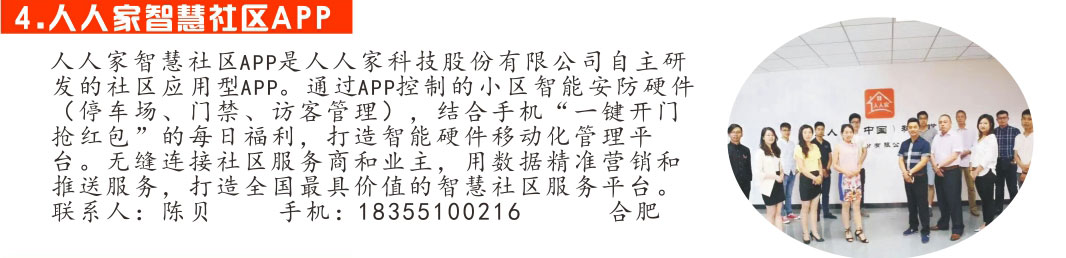 4.人人家智慧社区APP
人人家智慧社区APP是人人家科技股份有限公司自主研
发的社区应用型APP。通过APP控制的小区智能安防硬件
（停车场、门禁、访客管理），结合手机“一键开门
抢红包”的每日福利，打造智能硬件移动化管理平
台。无缝连接社区服务商和业主，用数据精准营销和
推送服务，打造全国最具价值的智慧社区服务平台。
联系人：陈贝 手机：18355100216 合肥
人人家
人 中国
有限公